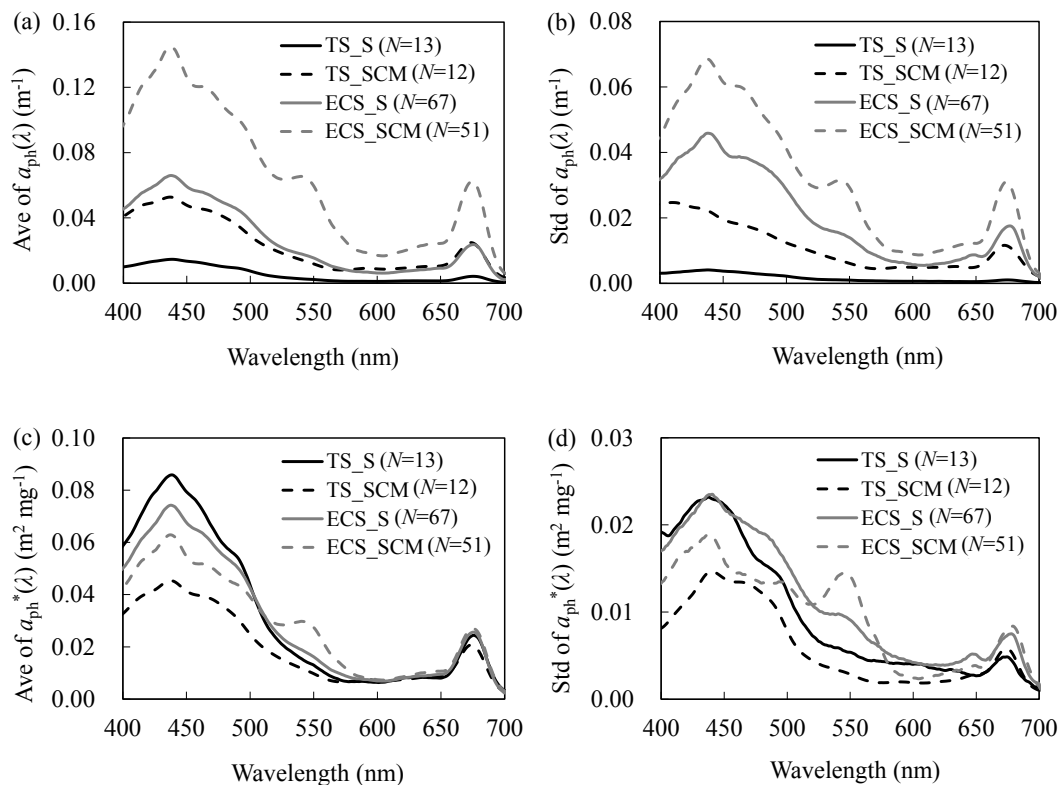 (a)
Ave of aph(λ) (m-1)
0.16
0.12
0.08
0.04
0.00
TS_S (N=13)
TS_SCM (N=12)
ECS_S (N=67)
ECS_SCM (N=51)
400 450 500 550 600 650 700
Wavelength (nm)
(b)
Std of aph(λ) (m-1)
0.08
0.06
0.04
0.02
0.00
TS_S (N=13)
TS_SCM (N=12)
ECS_S (N=67)
ECS_SCM (N=51)
400 450 500 550 600 650 700
Wavelength (nm)
(c)
Ave of aph*(λ) (m2 mg-1)
0.10
0.08
0.06
0.04
0.02
0.00
TS_S (N=13)
TS_SCM (N=12)
ECS_S (N=67)
ECS_SCM (N=51)
400 450 500 550 600 650 700
Wavelength (nm)
(d)
Std of aph*(λ) (m2 mg-1)
0.03
0.02
0.01
0.00
TS_S (N=13)
TS_SCM (N=12)
ECS_S (N=67)
ECS_SCM (N=51)
400 450 500 550 600 650 700
Wavelength (nm)